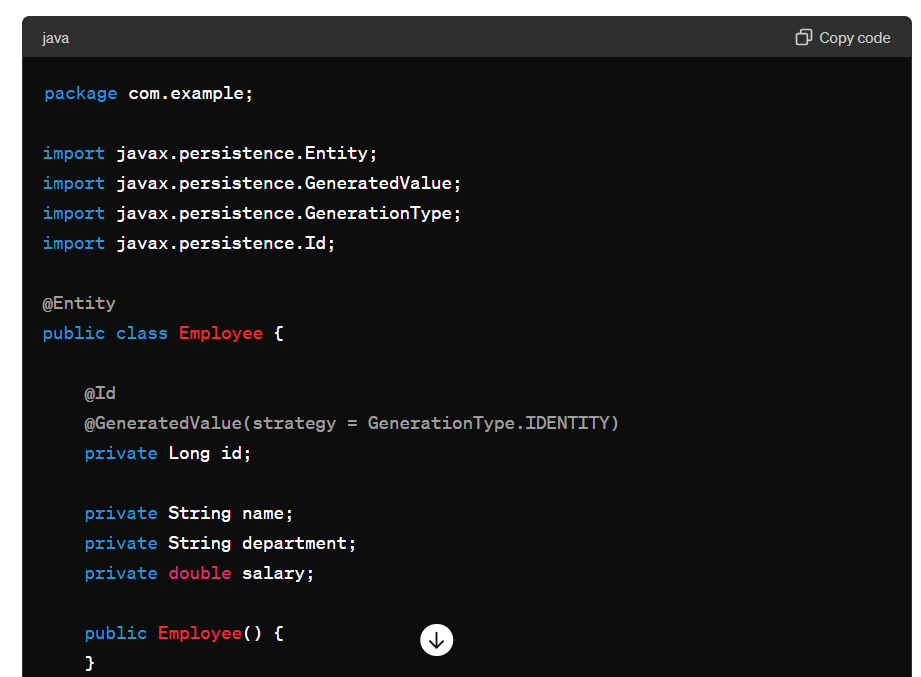 java
Copy code
package com.example;
import javax.persistence.Entity;
import javax.persistence.GeneratedValue;
import javax.persistence.GenerationType;
import javax.persistence.Id;
@Entity
public class Employee {
@Id
@GeneratedValue(strategy = GenerationType.IDENTITY)
private Long id;
private String name;
private String department;
private double salary;
public Employee() {
}